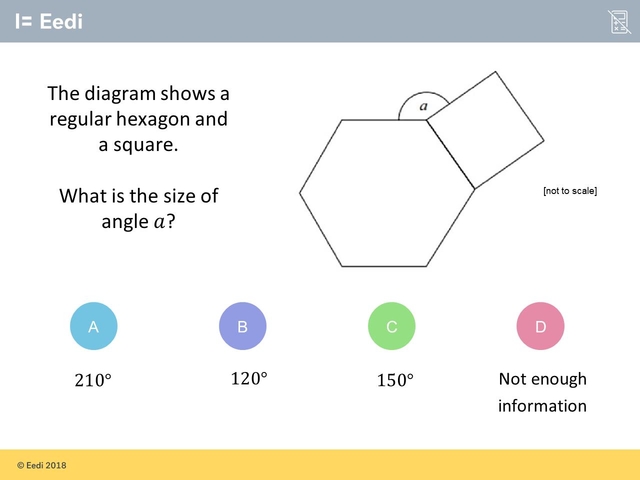 I= Eedi
The diagram shows a
regular hexagon and
a square.
What is the size of
angle a?
a
[not to scale]
A
B
C
D
210°
120°
150°
Not enough
information
© Eedi 2018